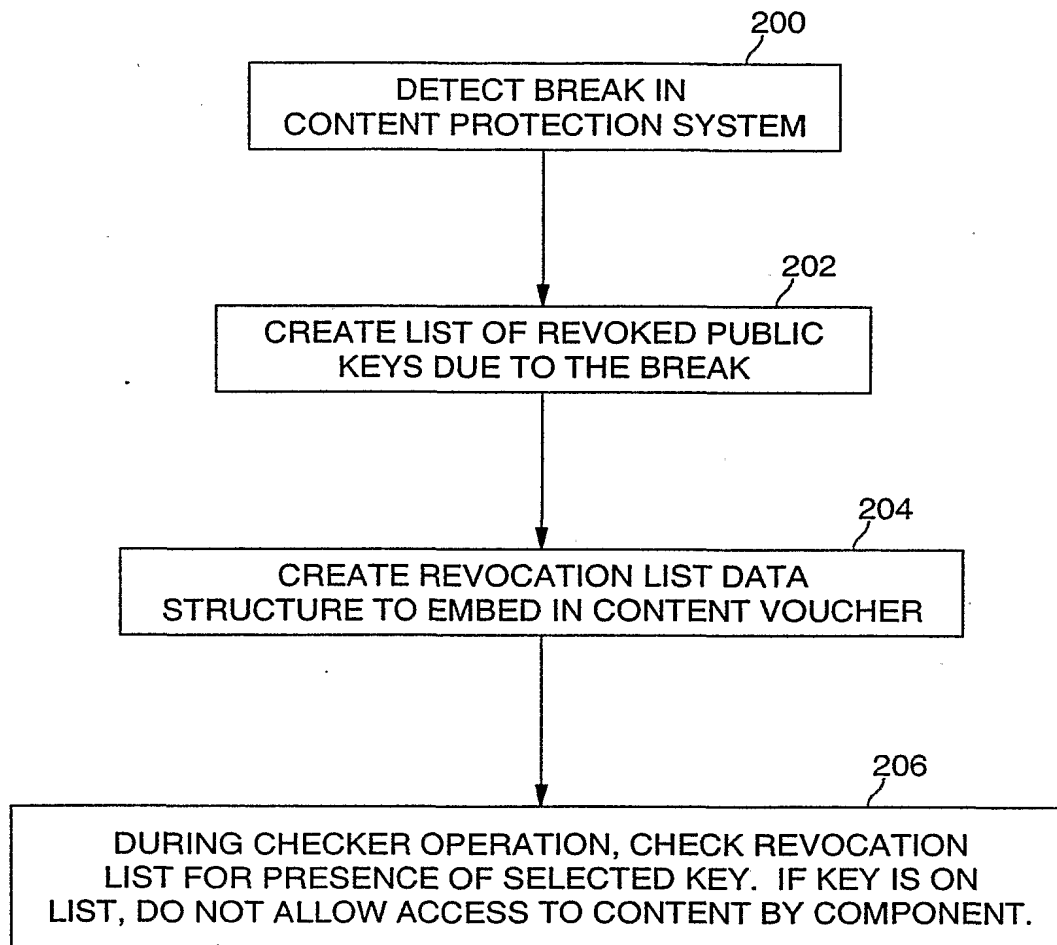 200
DETECT BREAK IN
CONTENT PROTECTION SYSTEM
202
CREATE LIST OF REVOKED PUBLIC
KEYS DUE TO THE BREAK
204
CREATE REVOCATION LIST DATA
STRUCTURE TO EMBED IN CONTENT VOUCHER
206
DURING CHECKER OPERATION, CHECK REVOCATION
LIST FOR PRESENCE OF SELECTED KEY. IF KEY IS ON
LIST, DO NOT ALLOW ACCESS TO CONTENT BY COMPONENT.